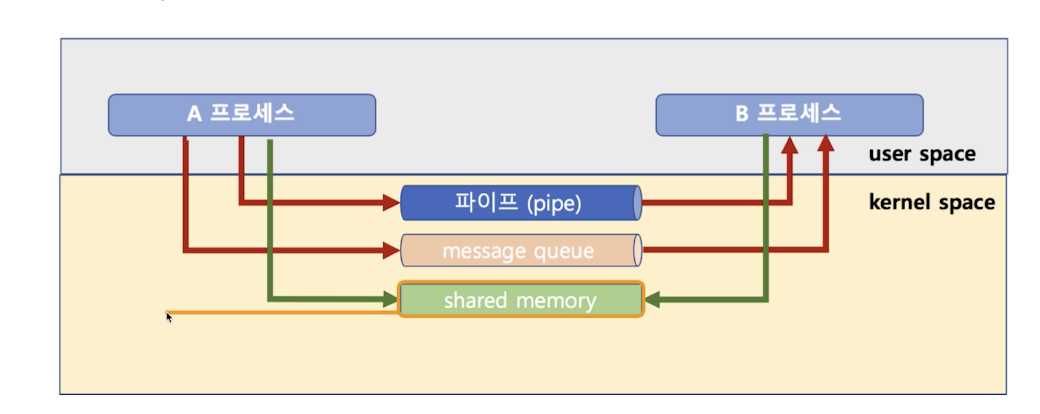 A 프로세스
B 프로세스
user space
파이프 (pipe)
kernel space
message queue
shared memory